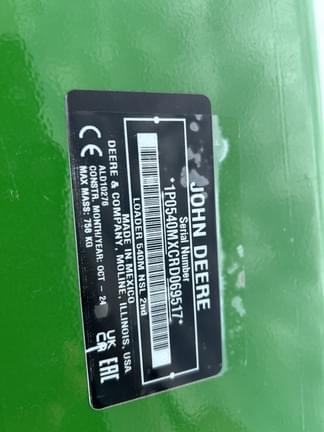 JOHN DEERE
Serial Number
*1P0540MXCRD069517*
LOADER 540M NSL 2nd
MADE IN MEXICO
DEERE & COMPANY, MOLINE, ILLINOIS, USA
ALD10276
CONSTR. MONTH/YEAR: OCT - 24
MAX MASS: 758 KG
CE UK CA EAC